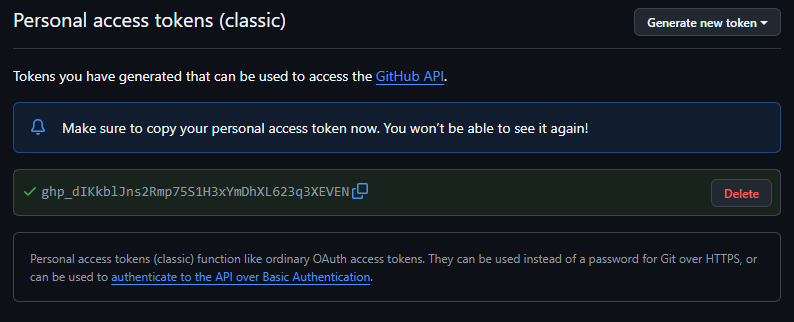 Personal access tokens (classic)
Generate new token
Tokens you have generated that can be used to access the GitHub API.
Make sure to copy your personal access token now. You won’t be able to see it again!
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
Delete
Personal access tokens (classic) function like ordinary OAuth access tokens. They can be used instead of a password for Git over HTTPS, or
can be used to authenticate to the API over Basic Authentication.